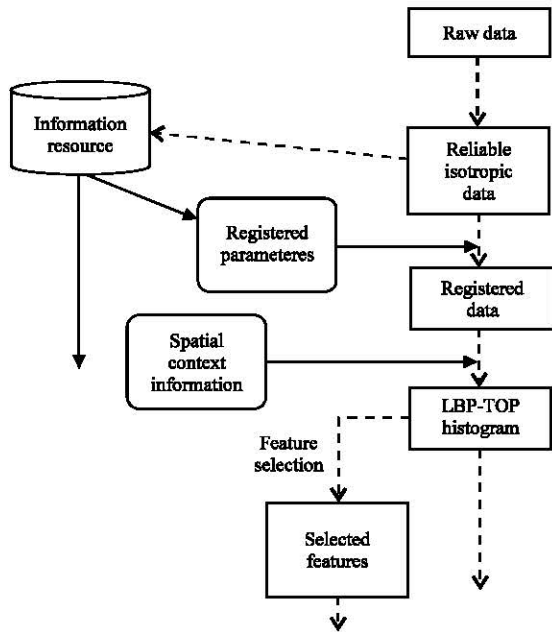 Raw data
Information
resource
Reliable
isotropic
data
Registered
parameteres
Registered
data
Spatial
context
information
LBP-TOP
histogram
Feature
selection
Selected
features